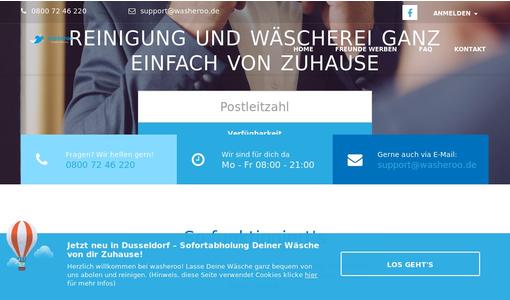 0800 72 46 220
support@washeroo.de
ANMELDEN
REINIGUNG UND WÄSCHEREI GANZ
EINFACH VON ZUHAUSE
HOME
FREUNDE WERBEN
FAQ
KONTAKT
Postleitzahl
Verfügbarkeit
Fragen? Wir helfen gern!
0800 72 46 220
Wir sind für dich da
Mo - Fr 08:00 - 21:00
Gerne auch via E-Mail:
support@washeroo.de
Jetzt neu in Dusseldorf – Sofortabholung Deiner Wäsche
von dir Zuhause!
Herzlich willkommen bei washeroo! Lasse Deine Wäsche ganz bequem von
uns abolen und reinigen. (Hinweis, diese Seite verwendet Cookies klicke hier
für mehr Infos)
LOS GEHT'S